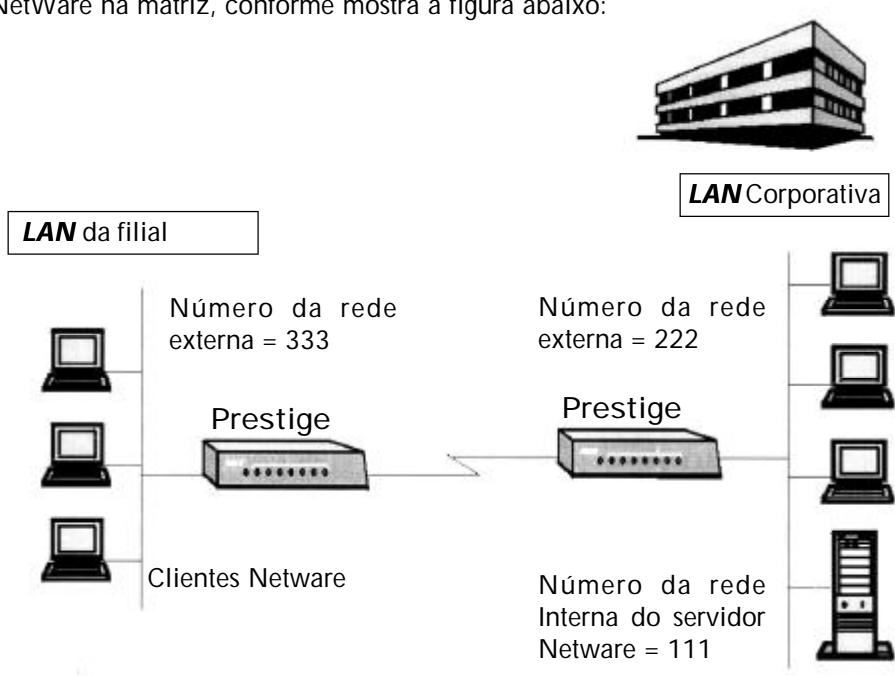 NetWare na matriz, conforme mostra a figura abaixo:
LAN Corporativa
LAN da filial
Número da rede
externa = 333
Número da rede
externa = 222
Prestige
Prestige
Clientes Netware
Número da rede
Interna do servidor
Netware = 111